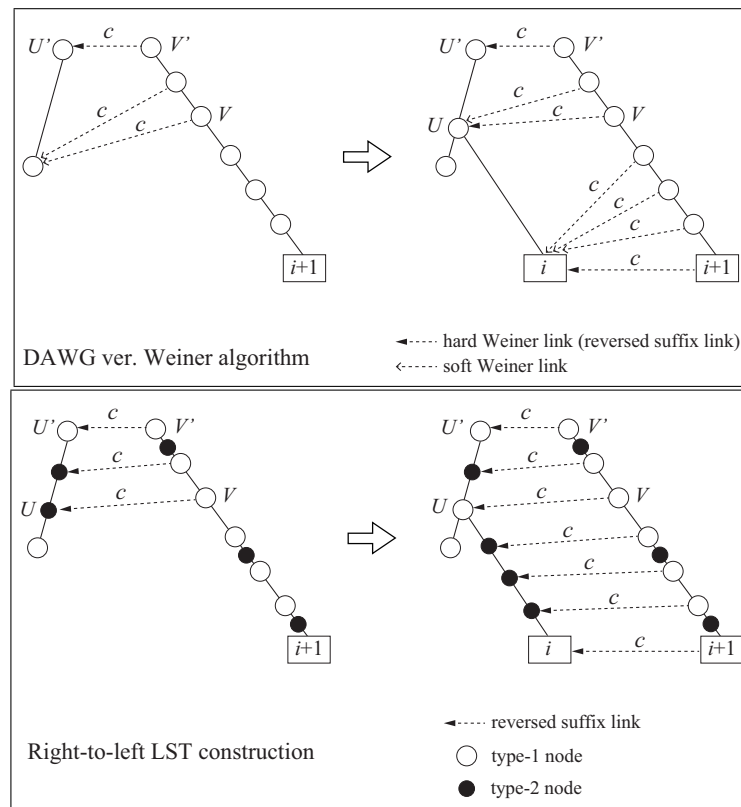 U' c V' c V'
U' c
c c
c V U c V
c
c
c
i+1 i c i+1
hard Weiner link (reversed suffix link)
DAWG ver. Weiner algorithm
soft Weiner link
U' c V' U' c V'
c c
U c V U c V
c
c
c
i+1 i c i+1
reversed suffix link
Right-to-left LST construction
type-1 node
type-2 node